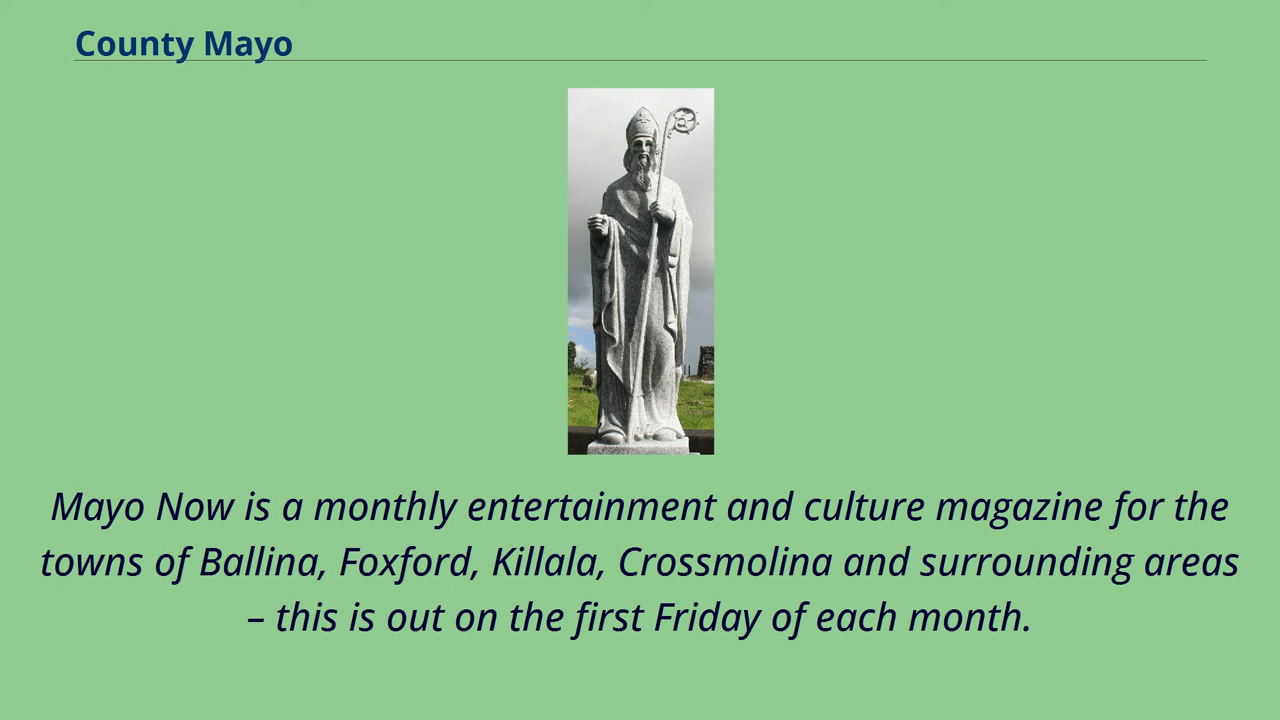 County Mayo
Mayo Now is a monthly entertainment and culture magazine for the
towns of Ballina, Foxford, Killala, Crossmolina and surrounding areas
– this is out on the first Friday of each month.